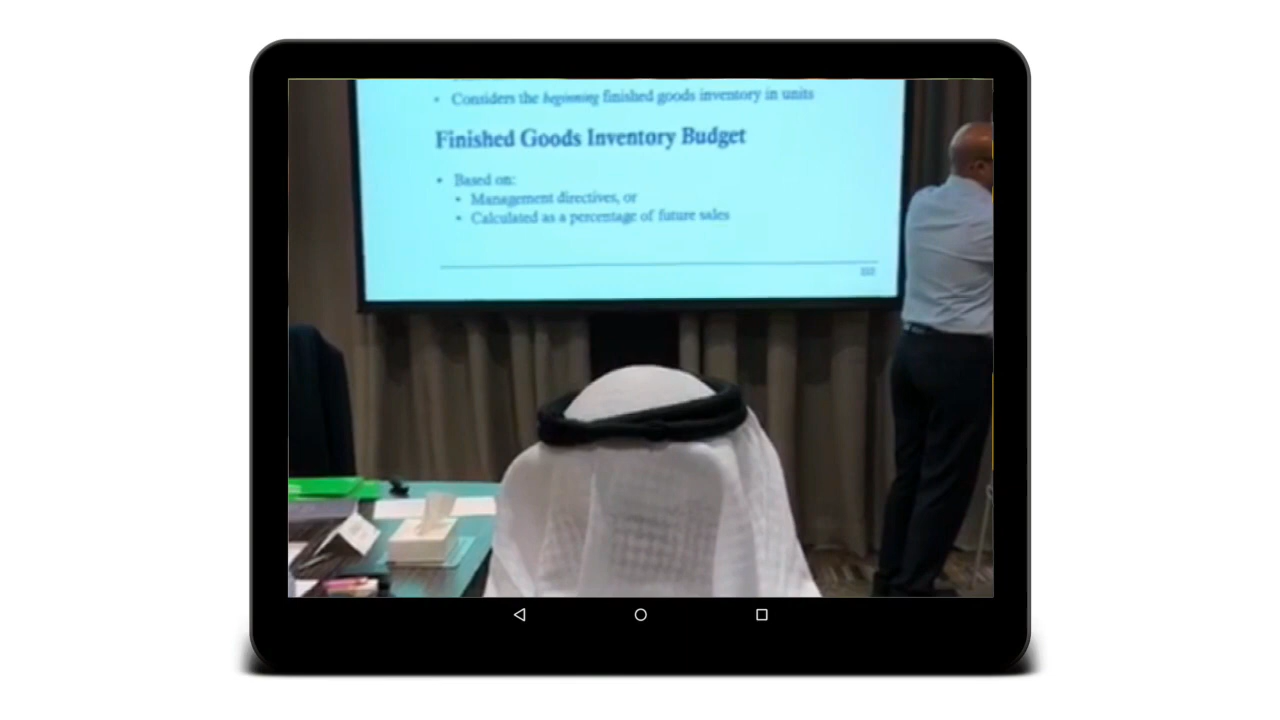 • Considers the beginning finished goods inventory in units
Finished Goods Inventory Budget
• Based on:
• Management directives, or
• Calculated as a percentage of future sales